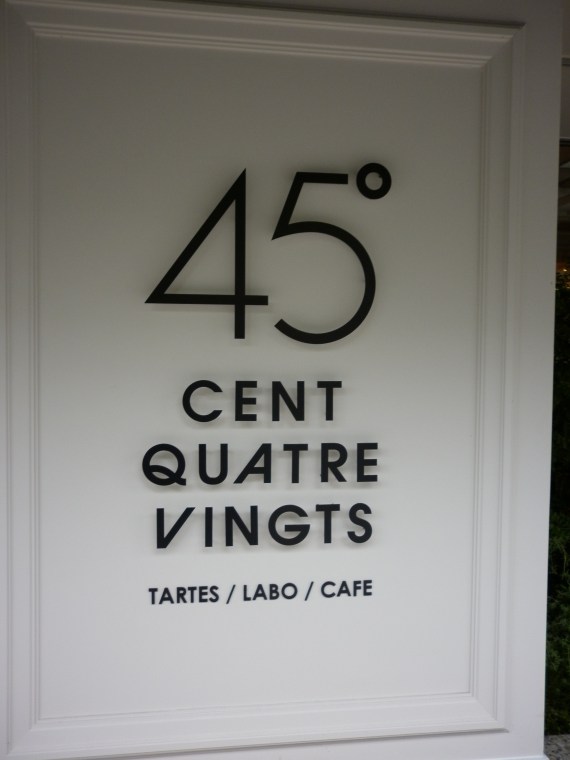 45°
CENT
QUATRE
VINGTS
TARTES / LABO / CAFE